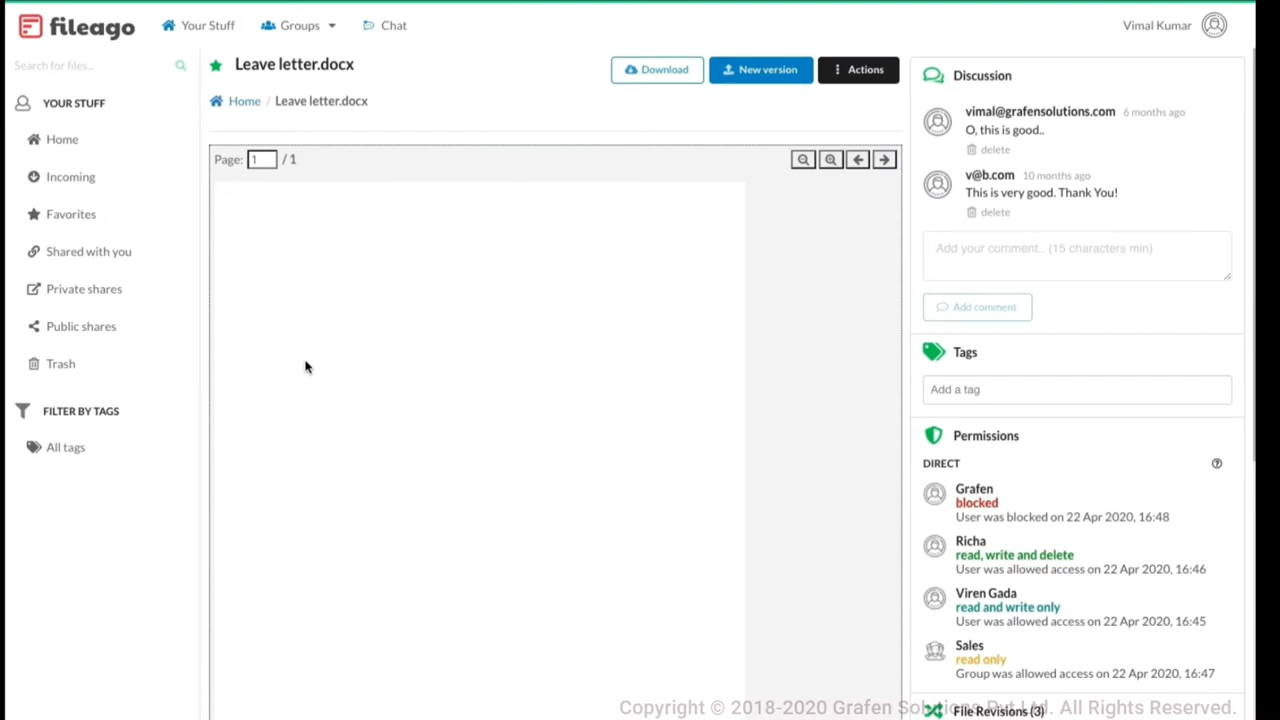 fileago
Your Stuff
Groups
Chat
Vimal Kumar
Search for files...
YOUR STUFF
Home
Incoming
Favorites
Shared with you
Private shares
Public shares
Trash
FILTER BY TAGS
All tags
Leave letter.docx
Download
New version
Actions
Home / Leave letter.docx
Page: 1 / 1
Discussion
vimal@grafensolutions.com 6 months ago
O, this is good..
delete
v@b.com 10 months ago
This is very good. Thank You!
delete
Add your comment.. (15 characters min)
Add comment
Tags
Add a tag
Permissions
DIRECT
Grafen
blocked
User was blocked on 22 Apr 2020, 16:48
Richa
read, write and delete
User was allowed access on 22 Apr 2020, 16:46
Viren Gada
read and write only
User was allowed access on 22 Apr 2020, 16:45
Sales
read only
Group was allowed access on 22 Apr 2020, 16:47
File Revisions (3)
Copyright © 2018-2020 Grafen Solutions Pvt Ltd. All Rights Reserved.